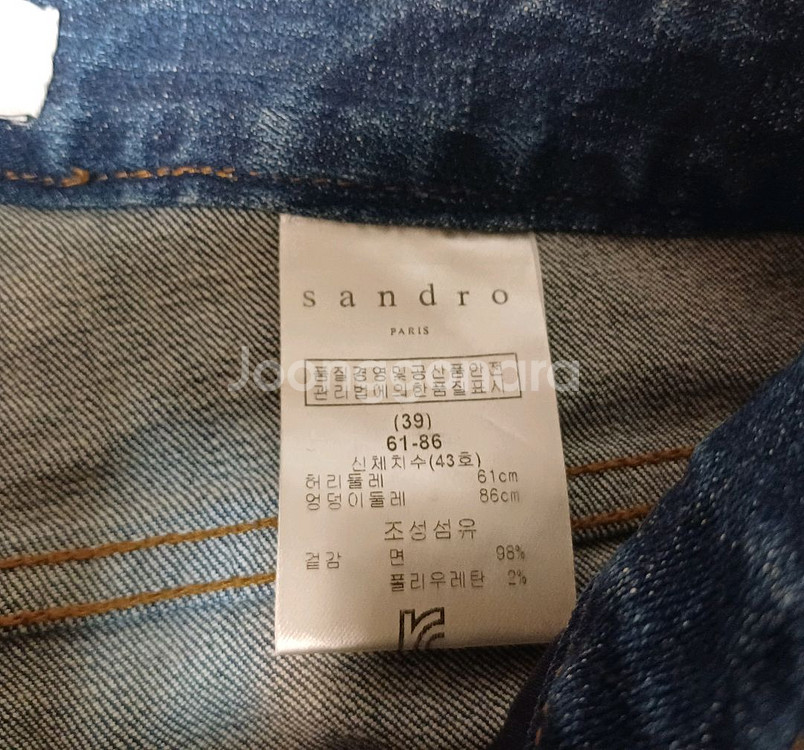 sandro
PARIS
품질경영및공산품안전
관리법에의한품질표시
(39)
61-86
신체치수(43호)
허리둘레 61cm
엉덩이둘레 86cm
조성섬유
겉감 면 98%
폴리우레탄 2%
Joonggonara